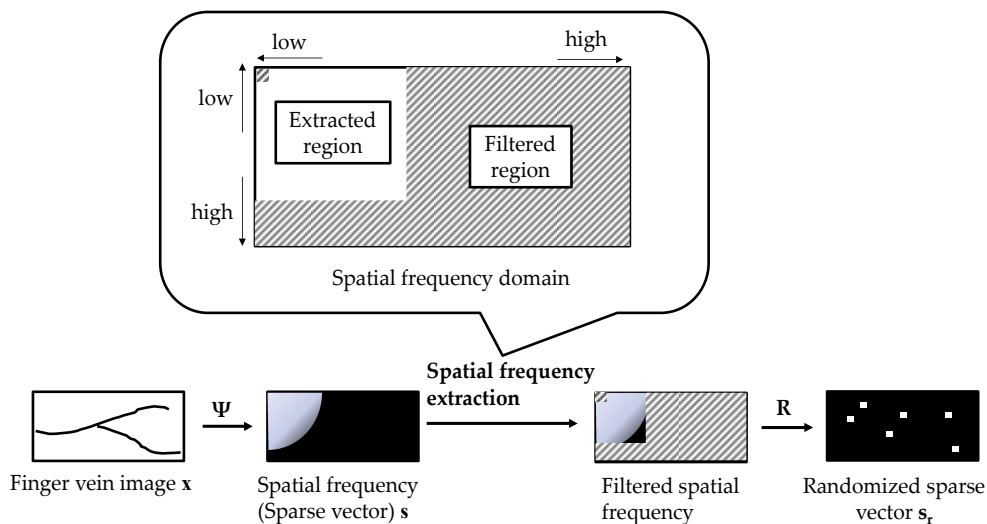 low
high
low
Extracted
region
Filtered
region
high
Spatial frequency domain
Spatial frequency
extraction
Ψ
R
Finger vein image x
Spatial frequency
(Sparse vector) s
Filtered spatial
frequency
Randomized sparse
vector sr